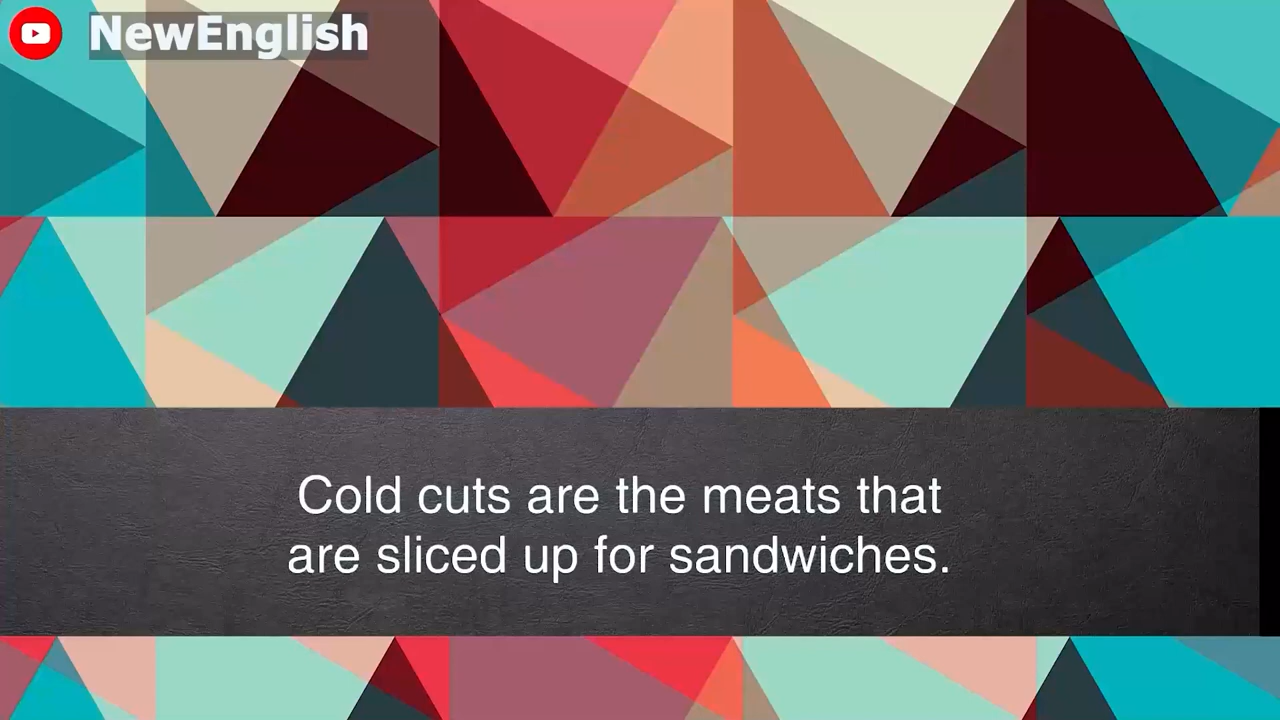 NewEnglish
Cold cuts are the meats that
are sliced up for sandwiches.